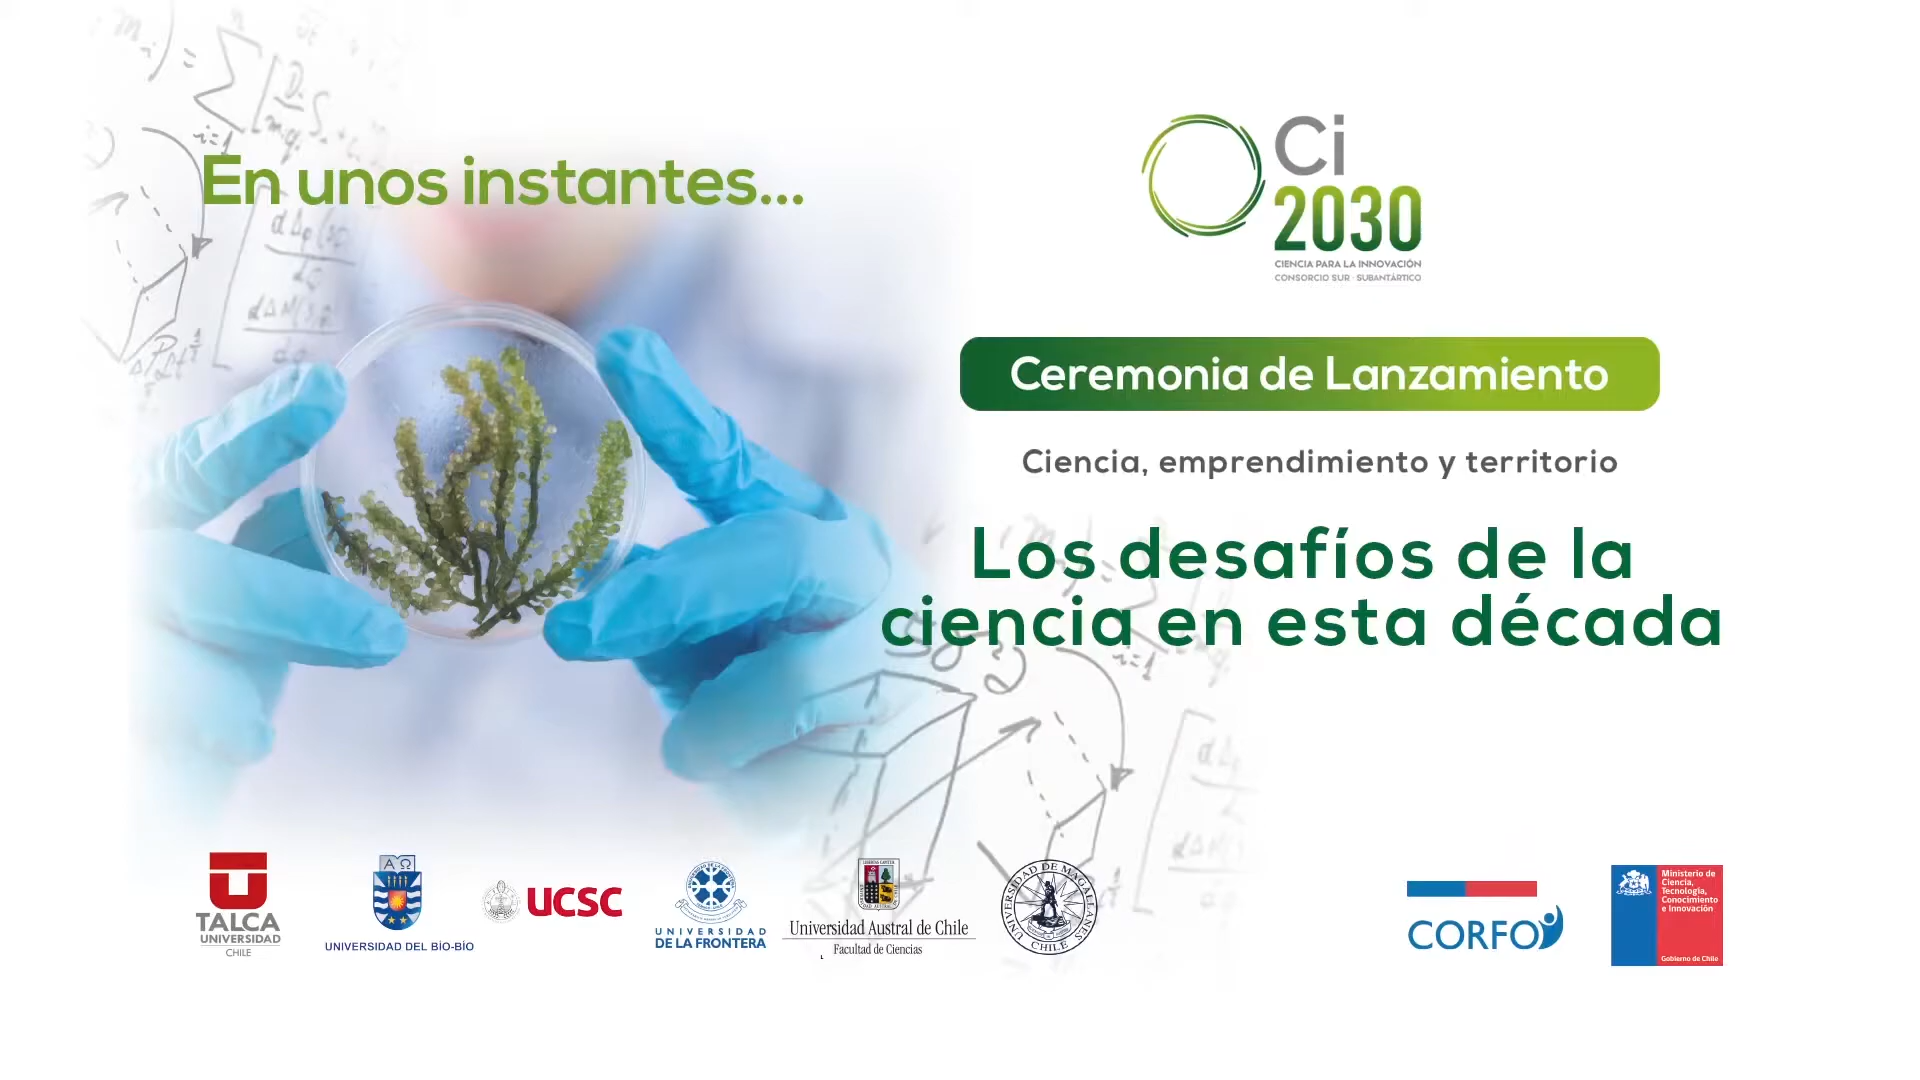 En unos instantes...
Ci
2030
CIENCIA PARA LA INNOVACIÓN
CONSORCIO SUR · SUBANTÁRTICO
Ceremonia de Lanzamiento
Ciencia, emprendimiento y territorio
Los desafíos de la
ciencia en esta década
TALCA
UNIVERSIDAD
CHILE
UNIVERSIDAD DEL BÍO-BÍO
UCSC
UNIVERSIDAD
DE LA FRONTERA
Universidad Austral de Chile
Facultad de Ciencias
UNIVERSIDAD DE MAGALLANES
CHILE
CORFO
Ministerio de
Ciencia,
Tecnología,
Conocimiento
e Innovación
Gobierno de Chile